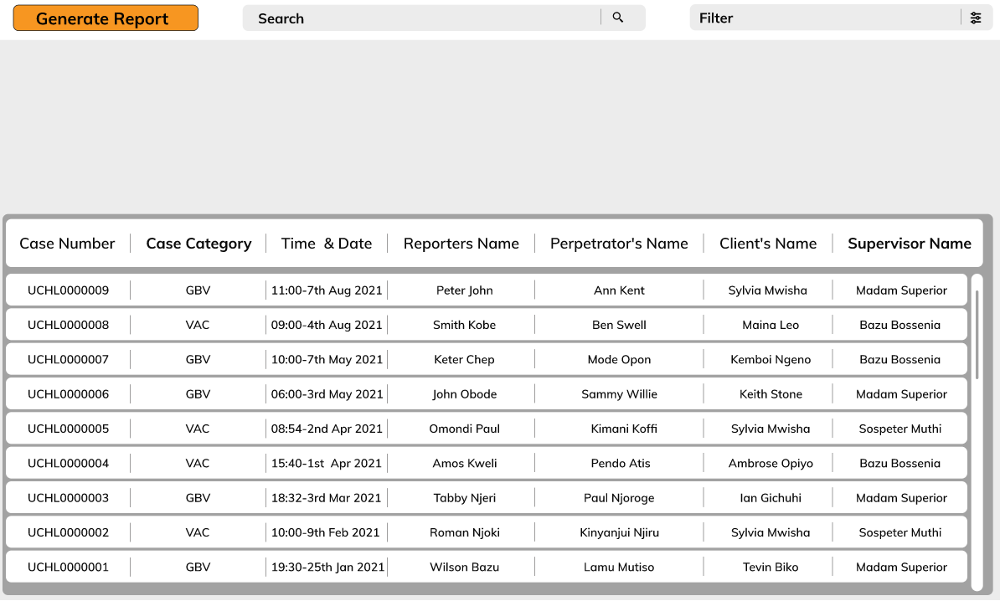 Generate Report Search Filter
Case Number Case Category Time & Date Reporters Name Perpetrator's Name Client's Name Supervisor Name
UCHL0000009 GBV 11:00-7th Aug 2021 Peter John Ann Kent Sylvia Mwisha Madam Superior
UCHL0000008 VAC 09:00-4th Aug 2021 Smith Kobe Ben Swell Maina Leo Bazu Bossenia
UCHL0000007 GBV 10:00-7th May 2021 Keter Chep Mode Opon Kemboi Ngeno Bazu Bossenia
UCHL0000006 GBV 06:00-3rd May 2021 John Obode Sammy Willie Keith Stone Madam Superior
UCHL0000005 VAC 08:54-2nd Apr 2021 Omondi Paul Kimani Koffi Sylvia Mwisha Sospeter Muthi
UCHL0000004 VAC 15:40-1st Apr 2021 Amos Kweli Pendo Atis Ambrose Opiyo Bazu Bossenia
UCHL0000003 GBV 18:32-3rd Mar 2021 Tabby Njeri Paul Njoroge Ian Gichuhi Madam Superior
UCHL0000002 VAC 10:00-9th Feb 2021 Roman Njoki Kinyanjui Njiru Sylvia Mwisha Sospeter Muthi
UCHL0000001 GBV 19:30-25th Jan 2021 Wilson Bazu Lamu Mutiso Tevin Biko Madam Superior